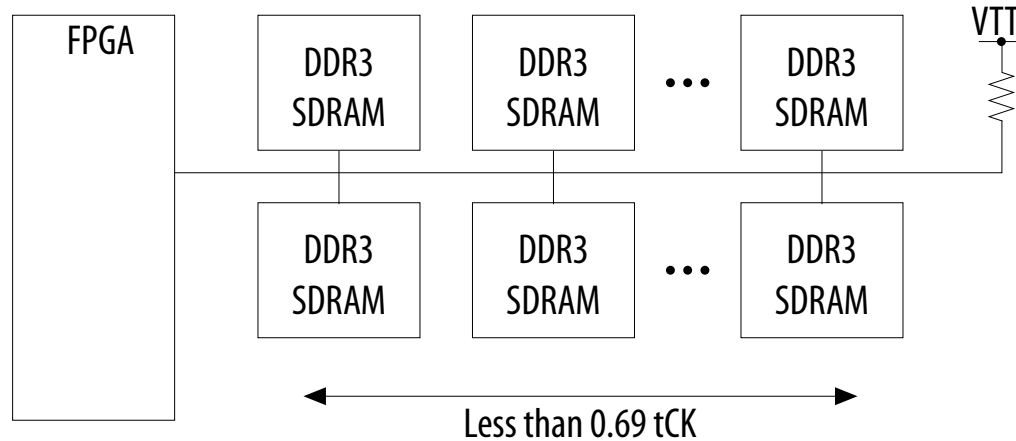 FPGA
VTT
DDR3
SDRAM
DDR3
SDRAM
•••
DDR3
SDRAM
DDR3
SDRAM
DDR3
SDRAM
•••
DDR3
SDRAM
Less than 0.69 tCK